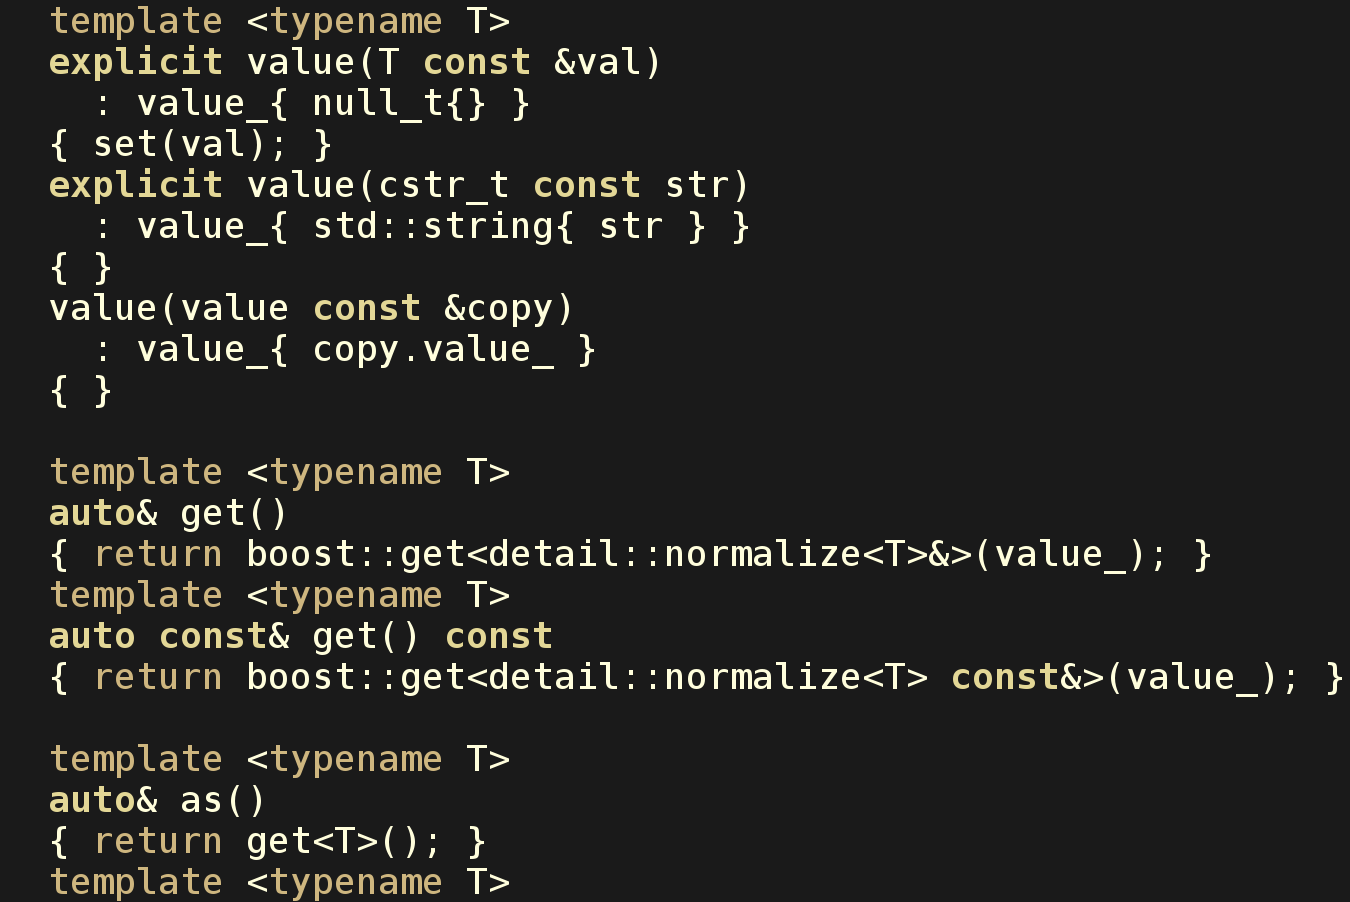 template <typename T>
explicit value(T const &val)
  : value_{ null_t{} }
{ set(val); }
explicit value(cstr_t const str)
  : value_{ std::string{ str } }
{ }
value(value const &copy)
  : value_{ copy.value_ }
{ }

template <typename T>
auto& get()
{ return boost::get<detail::normalize<T>&>(value_); }
template <typename T>
auto const& get() const
{ return boost::get<detail::normalize<T> const&>(value_); }

template <typename T>
auto& as()
{ return get<T>(); }
template <typename T>